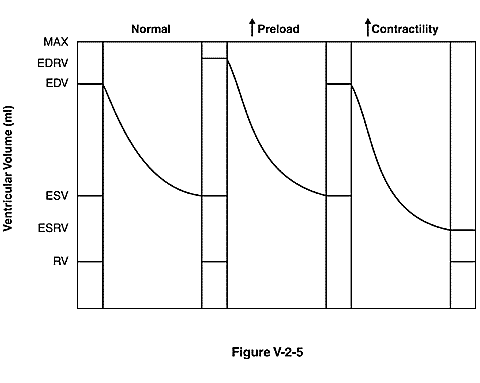 Normal
↑ Preload
↑ Contractility
MAX
EDRV
EDV
ESV
ESRV
RV
Ventricular Volume (ml)
Figure V-2-5